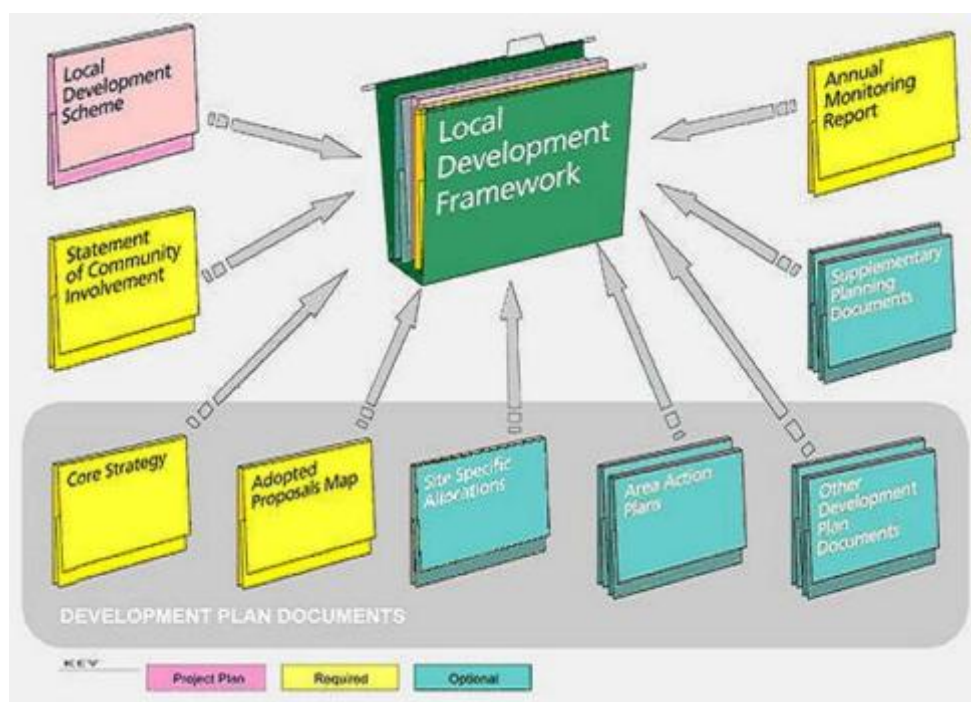 Local
Development
Scheme
Local
Development
Framework
Annual
Monitoring
Report
Statement
of Community
Involvement
Supplementary
Planning
Documents
Core Strategy
Adopted
Proposals Map
Site Specific
Allocations
Area Action
Plans
Other
Development
Plan
Documents
DEVELOPMENT PLAN DOCUMENTS
KEY
Project Plan
Required
Optional